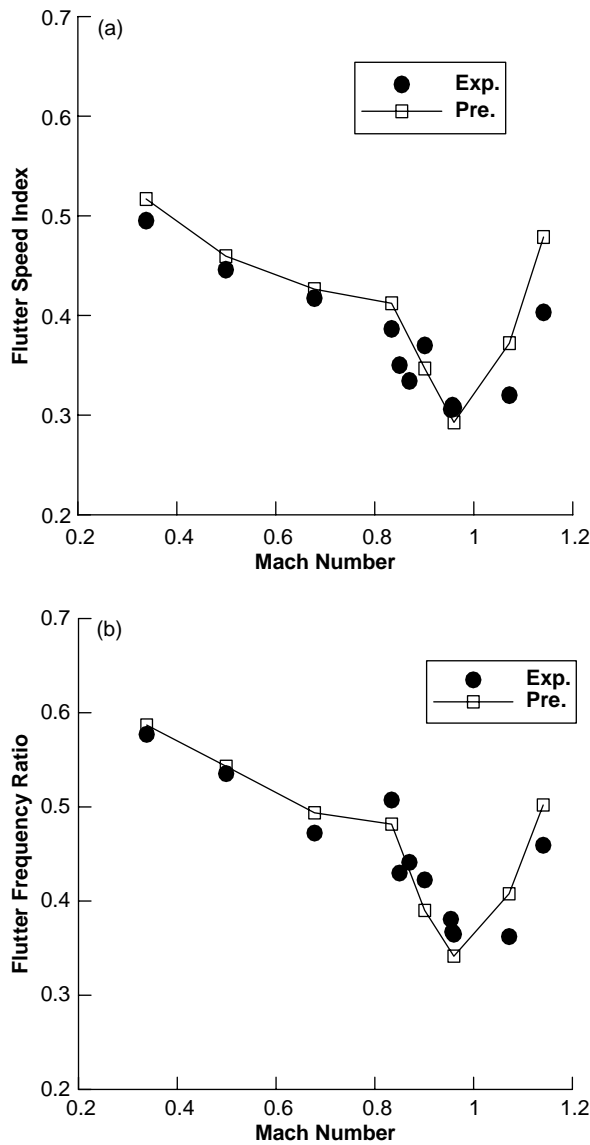 (a)
0.7
0.6
0.5
0.4
0.3
0.2
Flutter Speed Index
Exp.
Pre.
0.2 0.4 0.6 0.8 1 1.2
Mach Number
(b)
0.7
0.6
0.5
0.4
0.3
0.2
Flutter Frequency Ratio
Exp.
Pre.
0.2 0.4 0.6 0.8 1 1.2
Mach Number